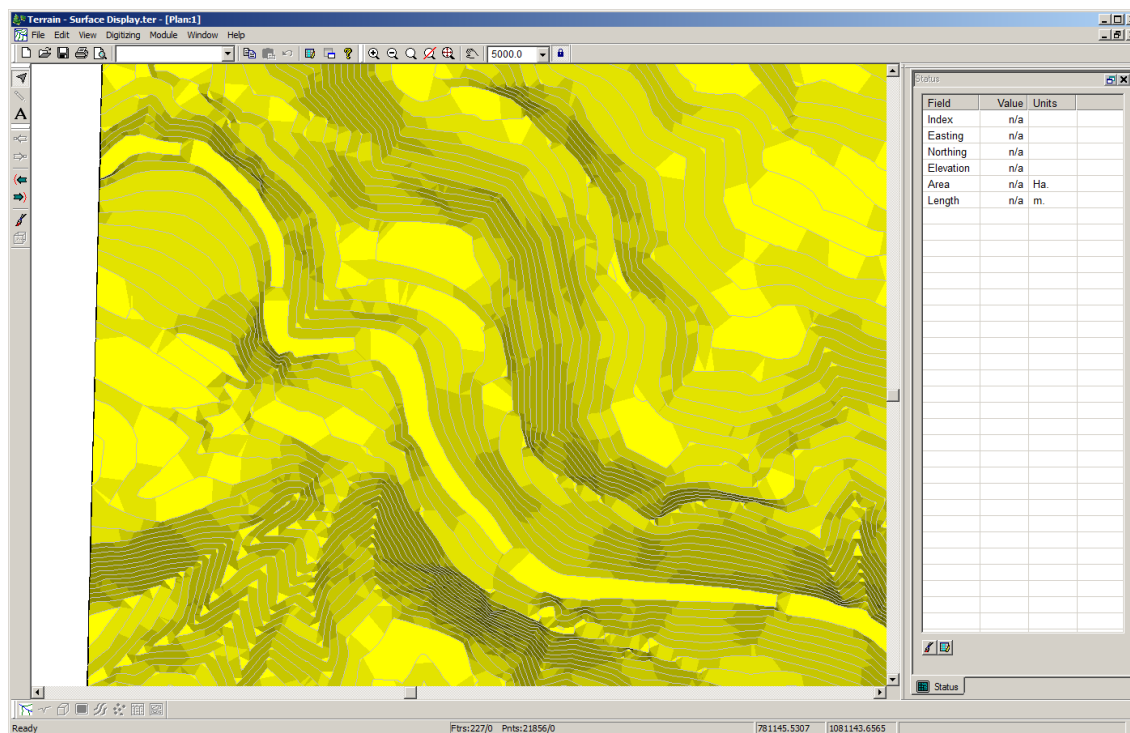 Terrain - Surface Display.ter - [Plan:1]
File Edit View Digitizing Module Window Help
5000.0
A
Status
Field Value Units
Index n/a
Easting n/a
Northing n/a
Elevation n/a
Area n/a Ha.
Length n/a m.
Status
Ready Ftrs:227/0 Pnts:21856/0 781145.5307 1081143.6565